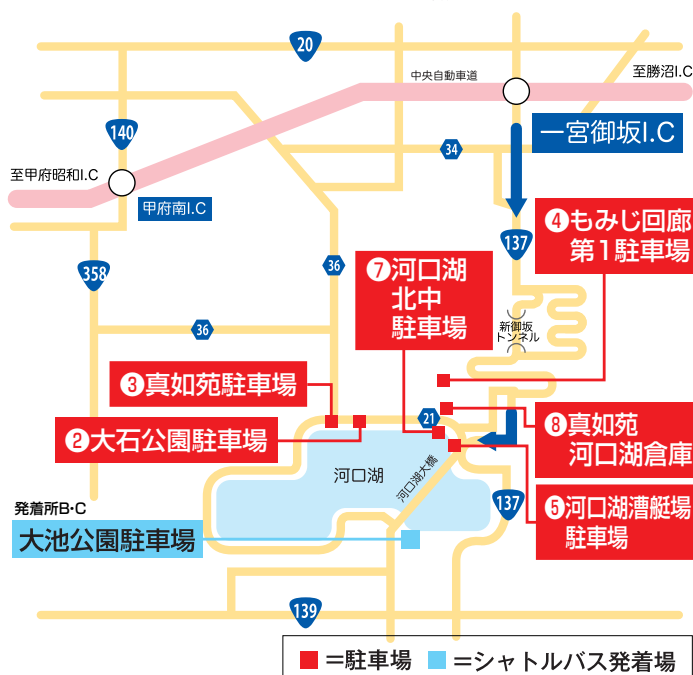 20
中央自動車道
至勝沼I.C
140
34
一宮御坂I.C
至甲府昭和I.C
甲府南I.C
137
❹もみじ回廊
第1駐車場
358
36
❼河口湖
北中
駐車場
36
新御坂
トンネル
❸真如苑駐車場
21
❷大石公園駐車場
❽真如苑
河口湖倉庫
河口湖
河口湖大橋
137
❺河口湖漕艇場
駐車場
発着所B・C
大池公園駐車場
139
=駐車場
=シャトルバス発着場